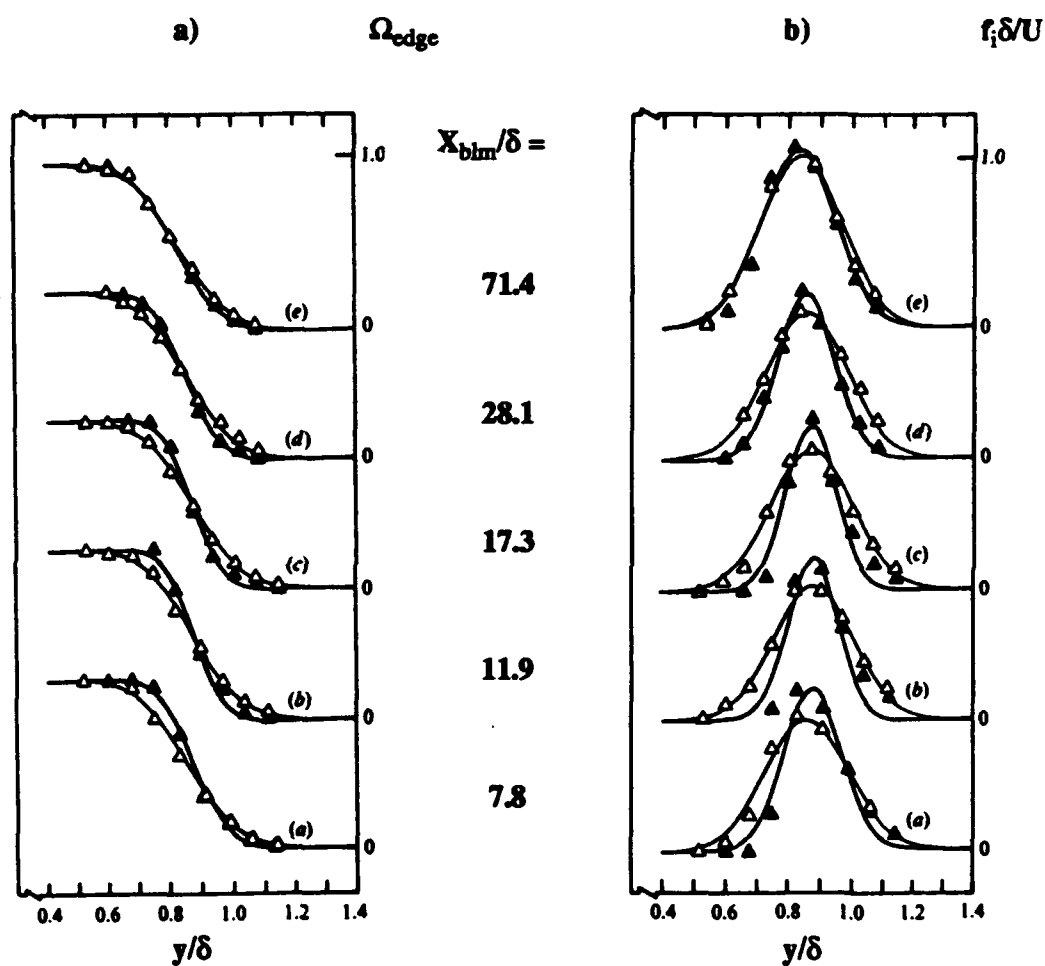 a) Ω_edge b) f_iδ/U
1.0
X_blm/δ =
1.0
(e) 0
71.4
(e) 0
(d) 0
28.1
(d) 0
(c) 0
17.3
(c) 0
(b) 0
11.9
(b) 0
(a) 0
7.8
(a) 0
0.4 0.6 0.8 1.0 1.2 1.4
0.4 0.6 0.8 1.0 1.2 1.4
y/δ y/δ